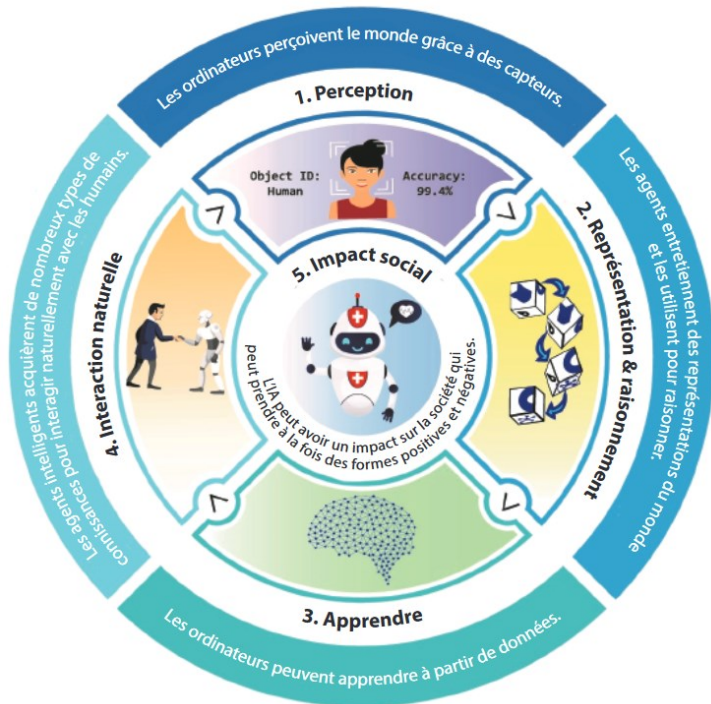 Les ordinateurs perçoivent le monde grâce à des capteurs.
1. Perception
Object ID:
Human
Accuracy:
99.4%
Les agents entretiennent des représentations du monde
et les utilisent pour raisonner.
2. Représentation & raisonnement
3. Apprendre
Les ordinateurs peuvent apprendre à partir de données.
Les agents intelligents acquièrent de nombreux types de
connissances pour interagir naturellement avec les humains.
4. Interaction naturelle
5. Impact social
L'IA peut avoir un impact sur la société qui
peut prendre à la fois des formes positives et négatives.